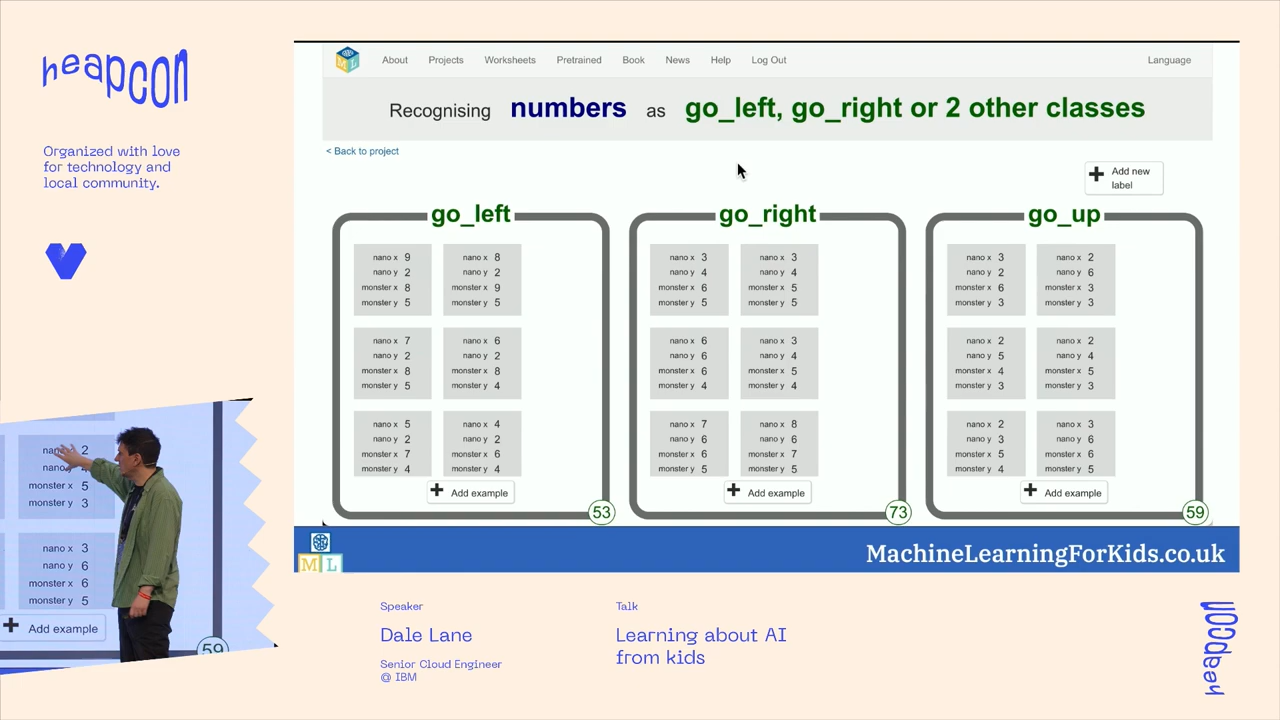 heapcon
Organized with love
for technology and
local community.
About Projects Worksheets Pretrained Book News Help Log Out Language
Recognising numbers as go_left, go_right or 2 other classes
< Back to project
Add new
label
go_left
nano x 9
nano y 2
monster x 8
monster y 5
nano x 8
nano y 2
monster x 9
monster y 5
nano x 7
nano y 2
monster x 8
monster y 5
nano x 6
nano y 2
monster x 8
monster y 4
nano x 5
nano y 2
monster x 7
monster y 4
nano x 4
nano y 2
monster x 6
monster y 4
Add example
53
go_right
nano x 3
nano y 4
monster x 6
monster y 5
nano x 3
nano y 4
monster x 5
monster y 5
nano x 6
nano y 6
monster x 6
monster y 4
nano x 3
nano y 4
monster x 5
monster y 4
nano x 7
nano y 6
monster x 6
monster y 5
nano x 8
nano y 6
monster x 7
monster y 5
Add example
73
go_up
nano x 3
nano y 2
monster x 6
monster y 3
nano x 2
nano y 6
monster x 3
monster y 3
nano x 2
nano y 5
monster x 4
monster y 3
nano x 2
nano y 4
monster x 5
monster y 3
nano x 2
nano y 3
monster x 5
monster y 4
nano x 3
nano y 6
monster x 6
monster y 5
Add example
59
ML
MachineLearningForKids.co.uk
nano 2
nano y
monster x 5
monster y 3
nano x 3
nano y 6
monster x 6
monster y 5
Add example
59
Speaker
Dale Lane
Senior Cloud Engineer
@ IBM
Talk
Learning about AI
from kids
heapcon